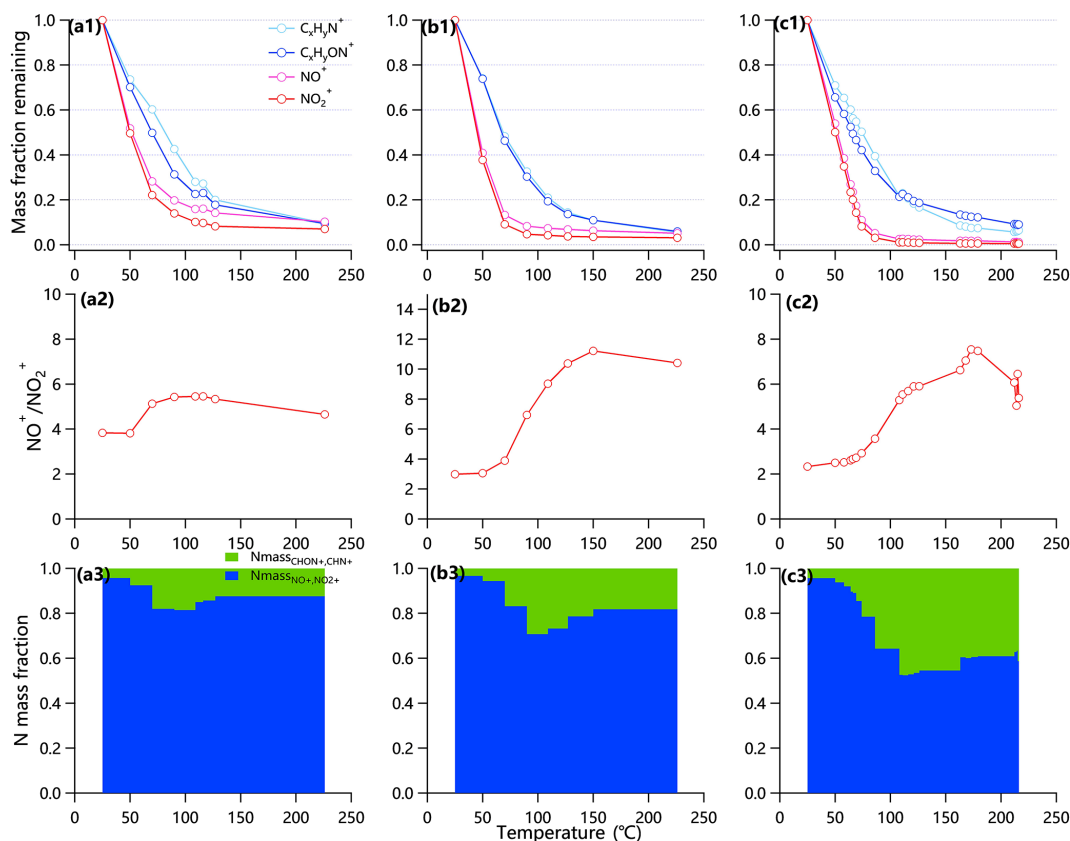 (a1)
(b1)
(c1)
Mass fraction remaining
1.0
0.8
0.6
0.4
0.2
0.0
CxHyN+
CxHyON+
NO+
NO2+
1.0
0.8
0.6
0.4
0.2
0.0
1.0
0.8
0.6
0.4
0.2
0.0
0 50 100 150 200 250
0 50 100 150 200 250
0 50 100 150 200 250
(a2)
(b2)
(c2)
NO+/NO2+
10
8
6
4
2
0
14
12
10
8
6
4
2
0
10
8
6
4
2
0
0 50 100 150 200 250
0 50 100 150 200 250
0 50 100 150 200 250
NmassCHON+,CHN+
NmassNO+,NO2+
(a3)
(b3)
(c3)
N mass fraction
1.0
0.8
0.6
0.4
0.2
0.0
1.0
0.8
0.6
0.4
0.2
0.0
1.0
0.8
0.6
0.4
0.2
0.0
0 50 100 150 200 250
0 50 100 150 200 250
0 50 100 150 200 250
Temperature (℃)